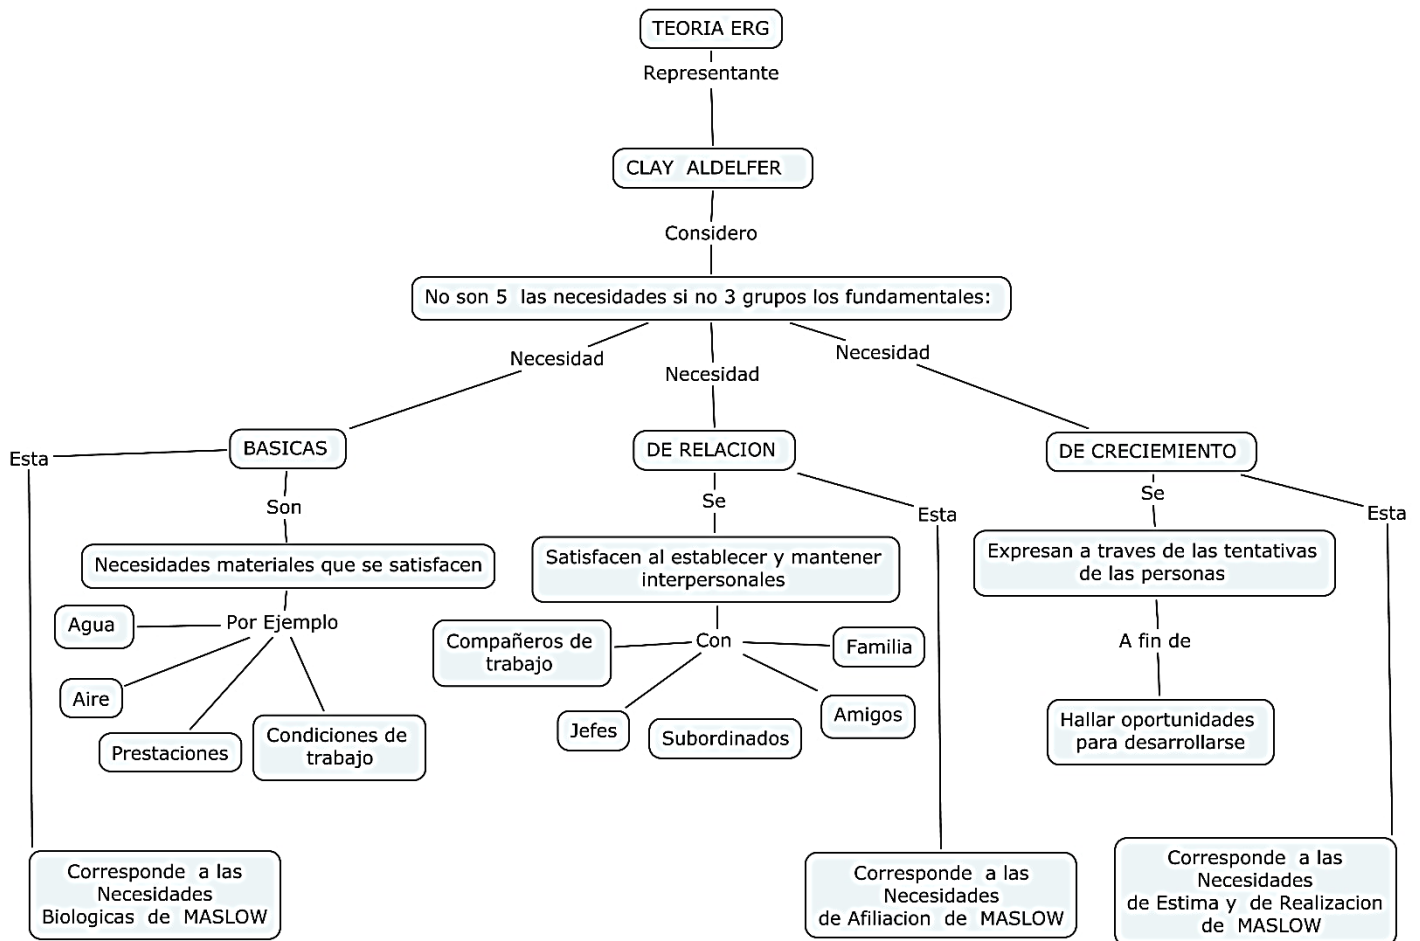 TEORIA ERG
Representante
CLAY ALDELFER
Considero
No son 5 las necesidades si no 3 grupos los fundamentales:
Necesidad
Necesidad
Necesidad
Esta
BASICAS
DE RELACION
DE CRECIEMIENTO
Son
Se
Esta
Se
Esta
Necesidades materiales que se satisfacen
Satisfacen al establecer y mantener
interpersonales
Expresan a traves de las tentativas
de las personas
Agua
Por Ejemplo
Aire
Prestaciones
Condiciones de
trabajo
Compañeros de
trabajo
Con
Familia
Jefes
Subordinados
Amigos
A fin de
Hallar oportunidades
para desarrollarse
Corresponde a las
Necesidades
Biologicas de MASLOW
Corresponde a las
Necesidades
de Afiliacion de MASLOW
Corresponde a las
Necesidades
de Estima y de Realizacion
de MASLOW